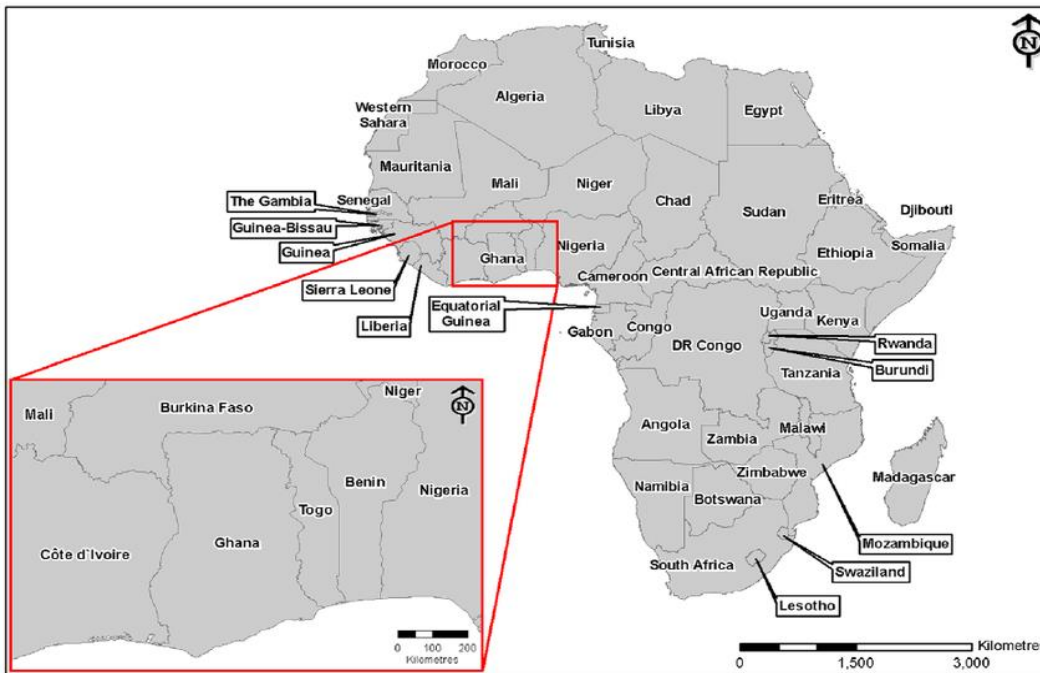 N
Tunisia
Morocco
Algeria
Libya
Egypt
Western
Sahara
Mauritania
Mali
Niger
Chad
Sudan
Eritrea
Djibouti
Senegal
The Gambia
Guinea-Bissau
Guinea
Sierra Leone
Liberia
Ghana
Nigeria
Ethiopia
Somalia
Cameroon
Central African Republic
Equatorial
Guinea
Gabon
Congo
DR Congo
Uganda
Kenya
Rwanda
Burundi
Tanzania
Angola
Zambia
Malawi
Zimbabwe
Namibia
Botswana
Madagascar
Mozambique
South Africa
Swaziland
Lesotho
Mali
Burkina Faso
Niger
N
Benin
Nigeria
Togo
Ghana
Côte d`Ivoire
0 100 200
Kilometres
Kilometres
0 1,500 3,000